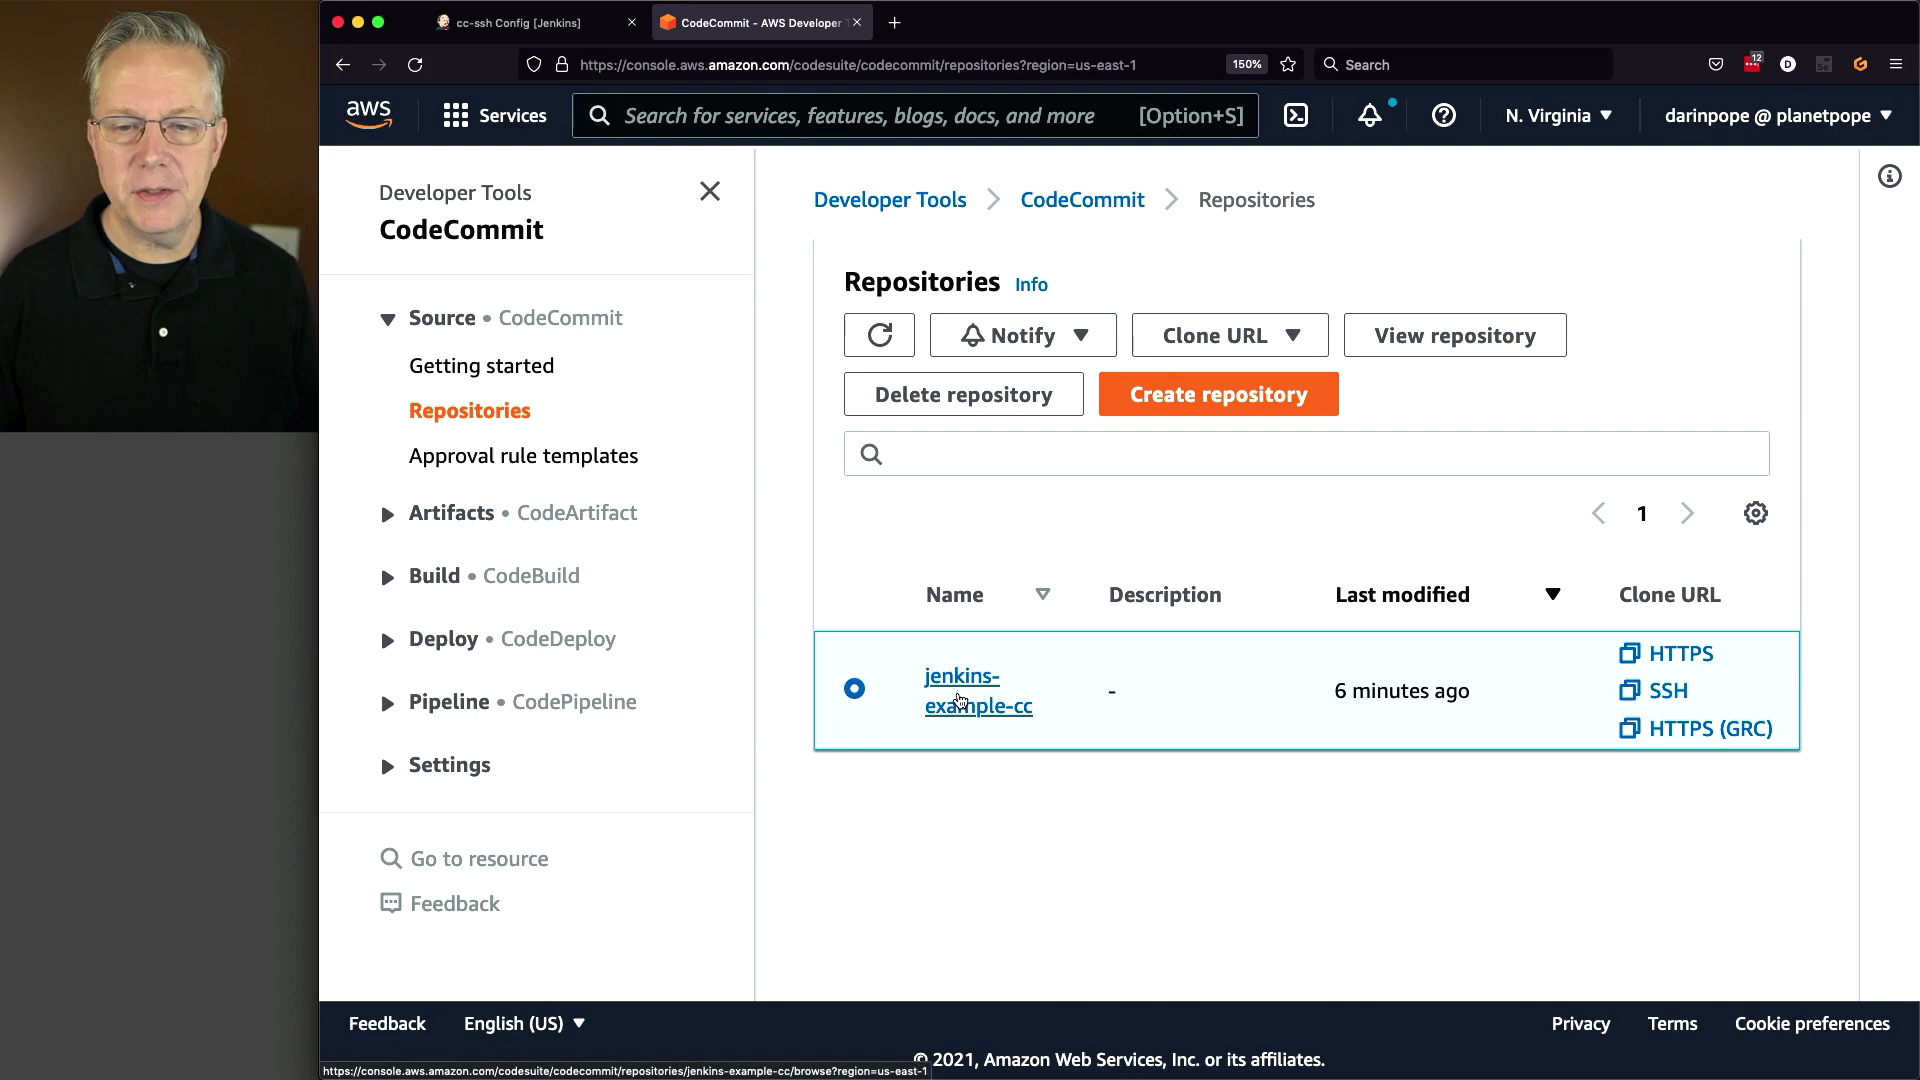 cc-ssh Config [Jenkins]
CodeCommit - AWS Developer T
https://console.aws.amazon.com/codesuite/codecommit/repositories?region=us-east-1
150%
Search
12
D
aws
Services
Search for services, features, blogs, docs, and more
[Option+S]
N. Virginia
darinpope @ planetpope
Developer Tools
CodeCommit
Source • CodeCommit
Getting started
Repositories
Approval rule templates
Artifacts • CodeArtifact
Build • CodeBuild
Deploy • CodeDeploy
Pipeline • CodePipeline
Settings
Go to resource
Feedback
Developer Tools
CodeCommit
Repositories
Repositories Info
Notify
Clone URL
View repository
Delete repository
Create repository
1
Name
Description
Last modified
Clone URL
jenkins-
example-cc
-
6 minutes ago
HTTPS
SSH
HTTPS (GRC)
Feedback
English (US)
Privacy
Terms
Cookie preferences
© 2021, Amazon Web Services, Inc. or its affiliates.
https://console.aws.amazon.com/codesuite/codecommit/repositories/jenkins-example-cc/browse?region=us-east-1